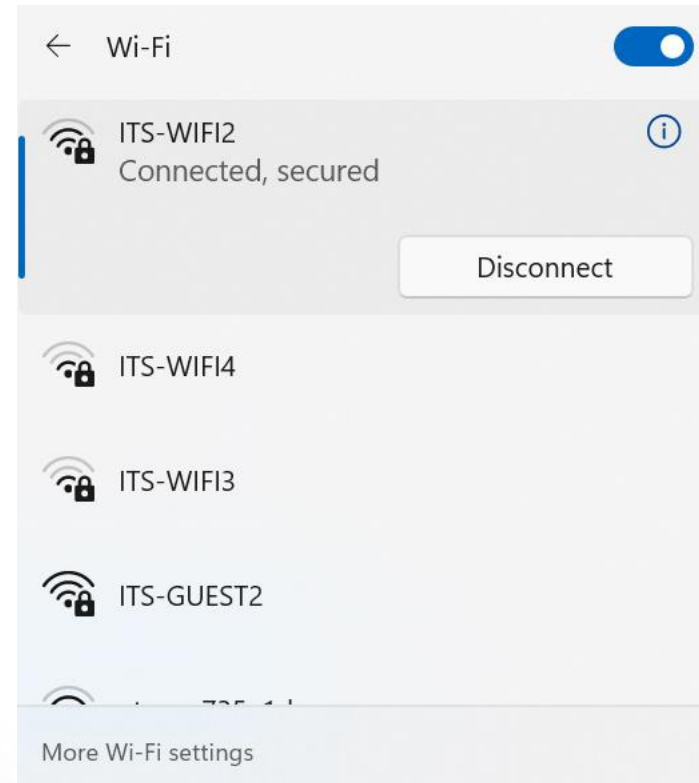 Wi-Fi
ITS-WIFI2
Connected, secured
Disconnect
ITS-WIFI4
ITS-WIFI3
ITS-GUEST2
More Wi-Fi settings